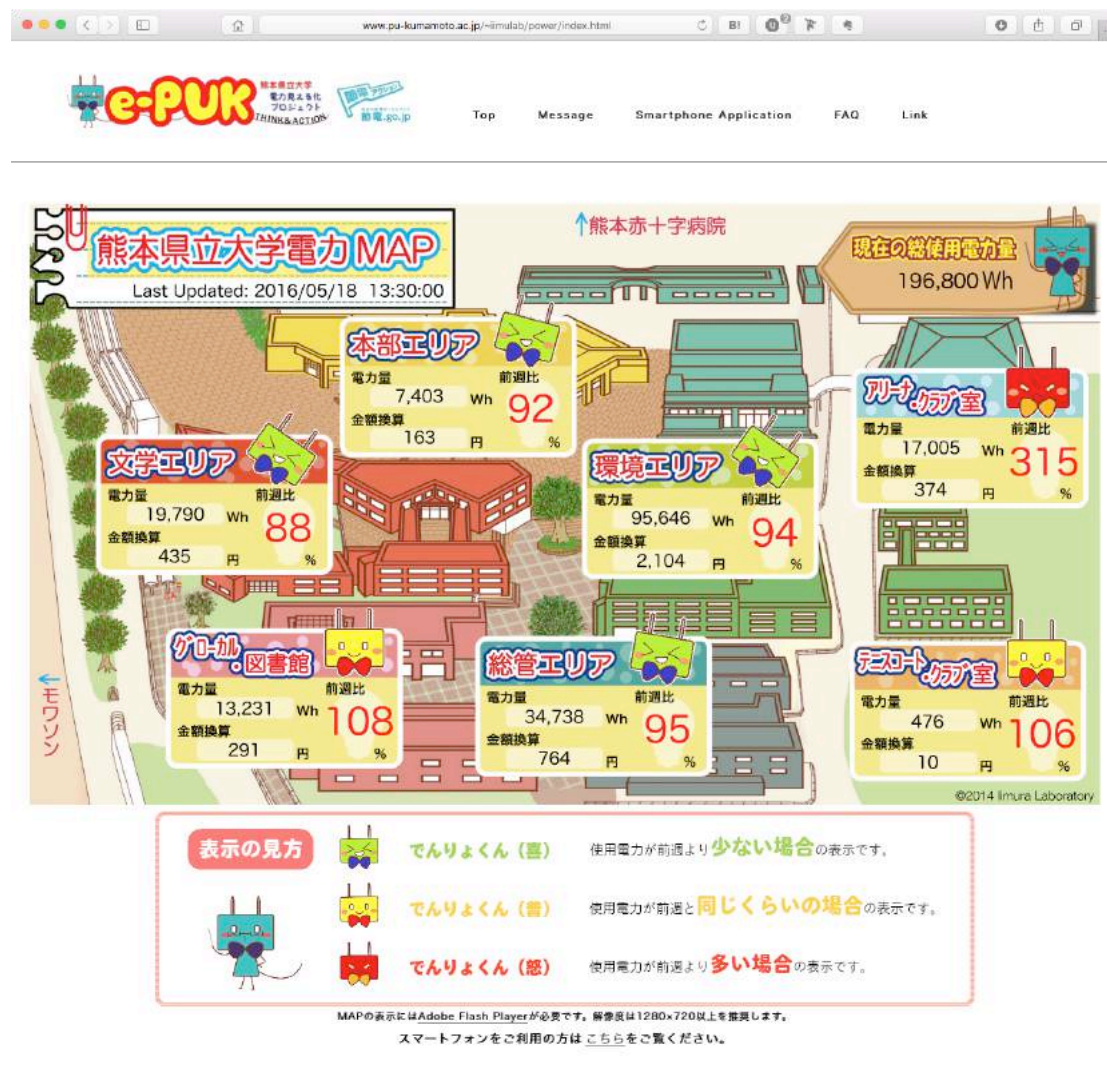 www.pu-kumamoto.ac.jp/~iimulab/power/index.html
B!
e-PUK
熊本県立大学
電力見える化
プロジェクト
THINK&ACTION
節電 アクション
節電.go.jp
Top Message Smartphone Application FAQ Link
熊本県立大学電力 MAP
Last Updated: 2016/05/18 13:30:00
↑熊本赤十字病院
現在の総使用電力量
196,800 Wh
本部エリア
電力量 前週比
7,403 Wh 92 %
金額換算
163 円
アリーナ・クラブ室
電力量 前週比
17,005 Wh 315 %
金額換算
374 円
文学エリア
電力量 前週比
19,790 Wh 88 %
金額換算
435 円
環境エリア
電力量 前週比
95,646 Wh 94 %
金額換算
2,104 円
グローカル・図書館
電力量 前週比
13,231 Wh 108 %
金額換算
291 円
総管エリア
電力量 前週比
34,738 Wh 95 %
金額換算
764 円
テニスコート・クラブ室
電力量 前週比
476 Wh 106 %
金額換算
10 円
←モワソン
©2014 Iimura Laboratory
表示の見方
でんりょくん（喜） 使用電力が前週より少ない場合の表示です。
でんりょくん（普） 使用電力が前週と同じくらいの場合の表示です。
でんりょくん（怒） 使用電力が前週より多い場合の表示です。
MAPの表示にはAdobe Flash Playerが必要です。解像度は1280×720以上を推奨します。
スマートフォンをご利用の方は こちらをご覧ください。